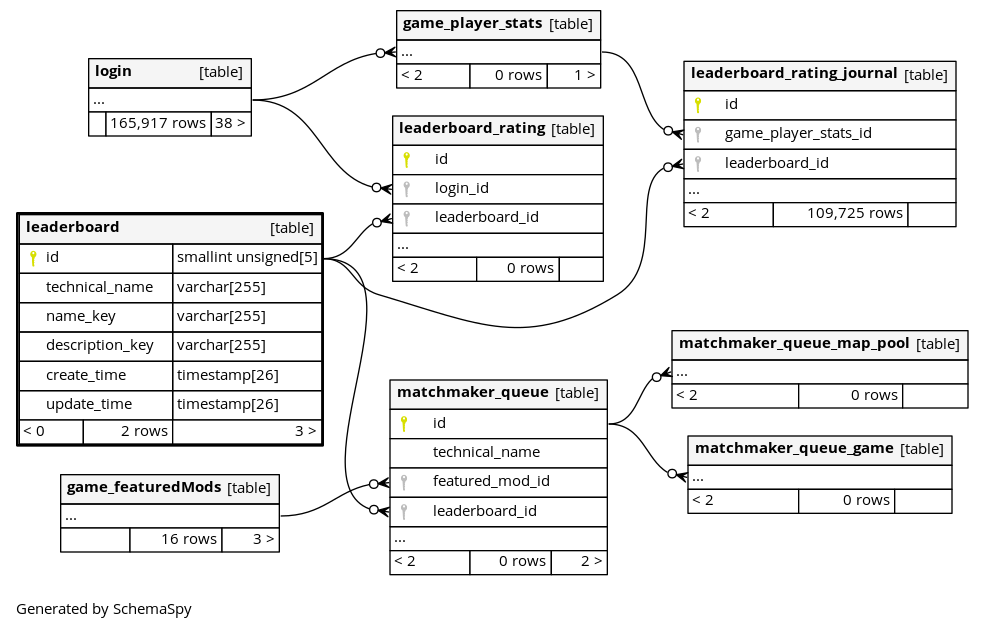 game_player_stats [table]
...
< 2 0 rows 1 >
login [table]
...
165,917 rows 38 >
leaderboard_rating_journal [table]
id
game_player_stats_id
leaderboard_id
...
< 2 109,725 rows
leaderboard_rating [table]
id
login_id
leaderboard_id
...
< 2 0 rows
leaderboard [table]
id smallint unsigned[5]
technical_name varchar[255]
name_key varchar[255]
description_key varchar[255]
create_time timestamp[26]
update_time timestamp[26]
< 0 2 rows 3 >
matchmaker_queue_map_pool [table]
...
< 2 0 rows
matchmaker_queue [table]
id
technical_name
featured_mod_id
leaderboard_id
...
< 2 0 rows 2 >
matchmaker_queue_game [table]
...
< 2 0 rows
game_featuredMods [table]
...
16 rows 3 >
Generated by SchemaSpy